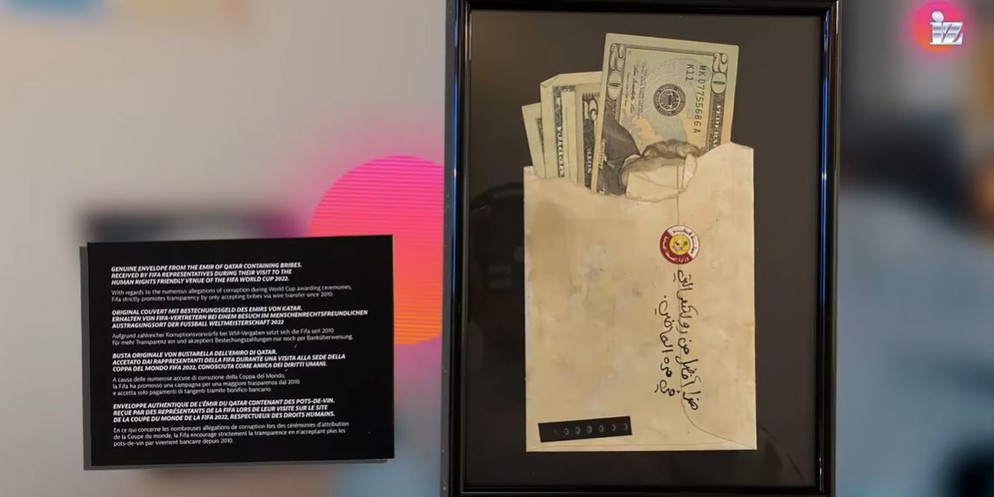 GENUINE ENVELOPE FROM THE EMIR OF QATAR CONTAINING BRIBES.
RECEIVED BY FIFA REPRESENTATIVES DURING THEIR VISIT TO THE
HUMAN RIGHTS FRIENDLY VENUE OF THE FIFA WORLD CUP 2022.
With regards to the numerous allegations of corruption during World Cup awarding ceremonies,
Fifa strictly promotes transparency by only accepting bribes via wire transfer since 2010.
ORIGINAL COUVERT MIT BESTECHUNGSGELD DES EMIRS VON KATAR.
ERHALTEN VON FIFA-VERTRETERN BEI EINEM BESUCH IM MENSCHENRECHTSFREUNDLICHEN
AUSTRAGUNGSORT DER FUSSBALL WELTMEISTERSCHAFT 2022
Aufgrund zahlreicher Korruptionsvorwürfe bei WM-Vergaben setzt sich die Fifa seit 2010
für mehr Transparenz ein und akzeptiert Bestechungszahlungen nur noch per Banküberweisung.
BUSTA ORIGINALE VON BUSTARELLA DELL'EMIRO DI QATAR.
ACCETATO DAI RAPPRESENTANTI DELLA FIFA DURANTE UNA VISITA ALLA SEDE DELLA
COPPA DEL MONDO FIFA 2022, CONOSCIUTA COME AMICA DEI DIRITTI UMANI.
A causa delle numerose accuse di corruzione della Coppa del Mondo,
la Fifa ha promosso una campagna per una maggiore trasparenza dal 2010
e accetta solo pagamenti di tangenti tramite bonifico bancario.
ENVELOPPE AUTHENTIQUE DE L'ÉMIR DU QATAR CONTENANT DES POTS-DE-VIN.
REÇUE PAR DES REPRÉSENTANTS DE LA FIFA LORS DE LEUR VISITE SUR LE SITE
DE LA COUPE DU MONDE DE LA FIFA 2022, RESPECTUEUX DES DROITS HUMAINS.
En ce qui concerne les nombreuses allégations de corruption lors des cérémonies d'attribution
de la Coupe du monde, la Fifa encourage strictement la transparence en n'acceptant plus les
pots-de-vin par virement bancaire depuis 2010.
20
MK07755686A
K11
20
هذا أفضل من رولكس التي
في
iz